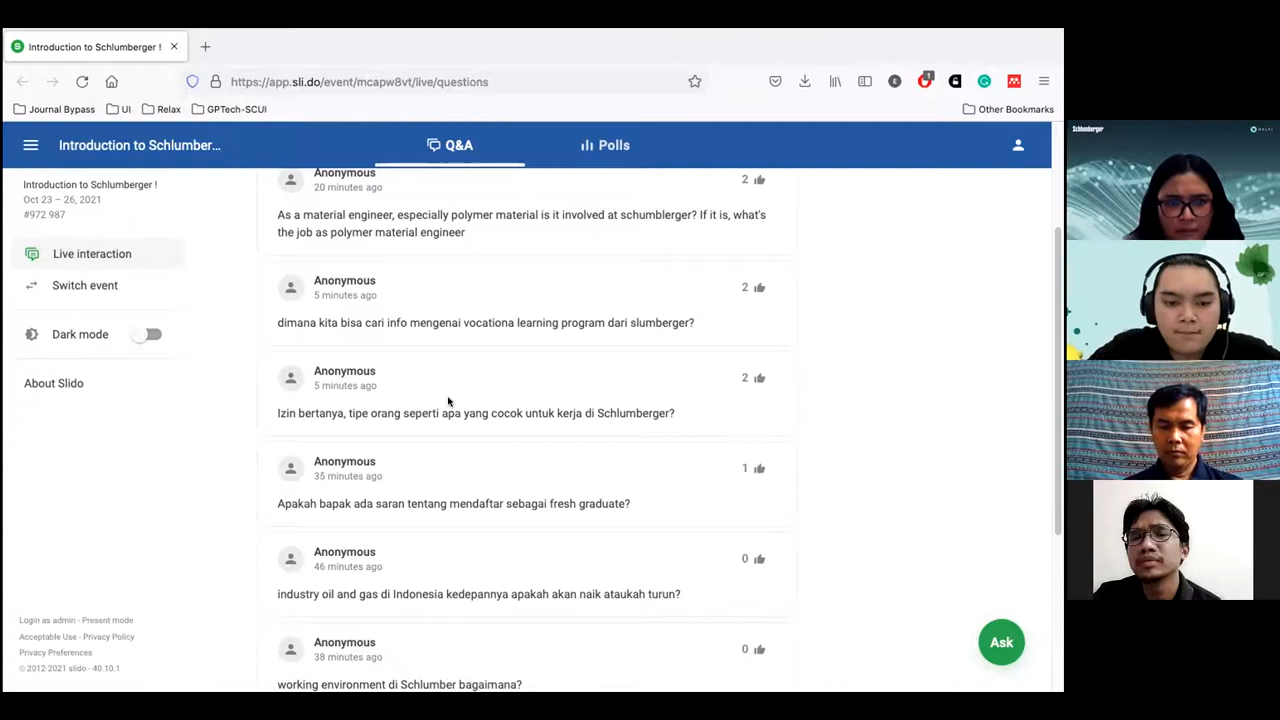 Introduction to Schlumberger !
https://app.sli.do/event/mcapw8vt/live/questions
1
Journal Bypass
UI
Relax
GPTech-SCUI
Other Bookmarks
Introduction to Schlumber...
Q&A
Polls
Introduction to Schlumberger !
Oct 23 – 26, 2021
#972 987
Live interaction
Switch event
Dark mode
About Slido
Login as admin - Present mode
Acceptable Use - Privacy Policy
Privacy Preferences
© 2012-2021 slido - 40.10.1
Anonymous
20 minutes ago
2
As a material engineer, especially polymer material is it involved at schumblerger? If it is, what's
the job as polymer material engineer
Anonymous
5 minutes ago
2
dimana kita bisa cari info mengenai vocationa learning program dari slumberger?
Anonymous
5 minutes ago
2
Izin bertanya, tipe orang seperti apa yang cocok untuk kerja di Schlumberger?
Anonymous
35 minutes ago
1
Apakah bapak ada saran tentang mendaftar sebagai fresh graduate?
Anonymous
46 minutes ago
0
industry oil and gas di Indonesia kedepannya apakah akan naik ataukah turun?
Anonymous
38 minutes ago
0
working environment di Schlumber bagaimana?
Ask
Schlumberger